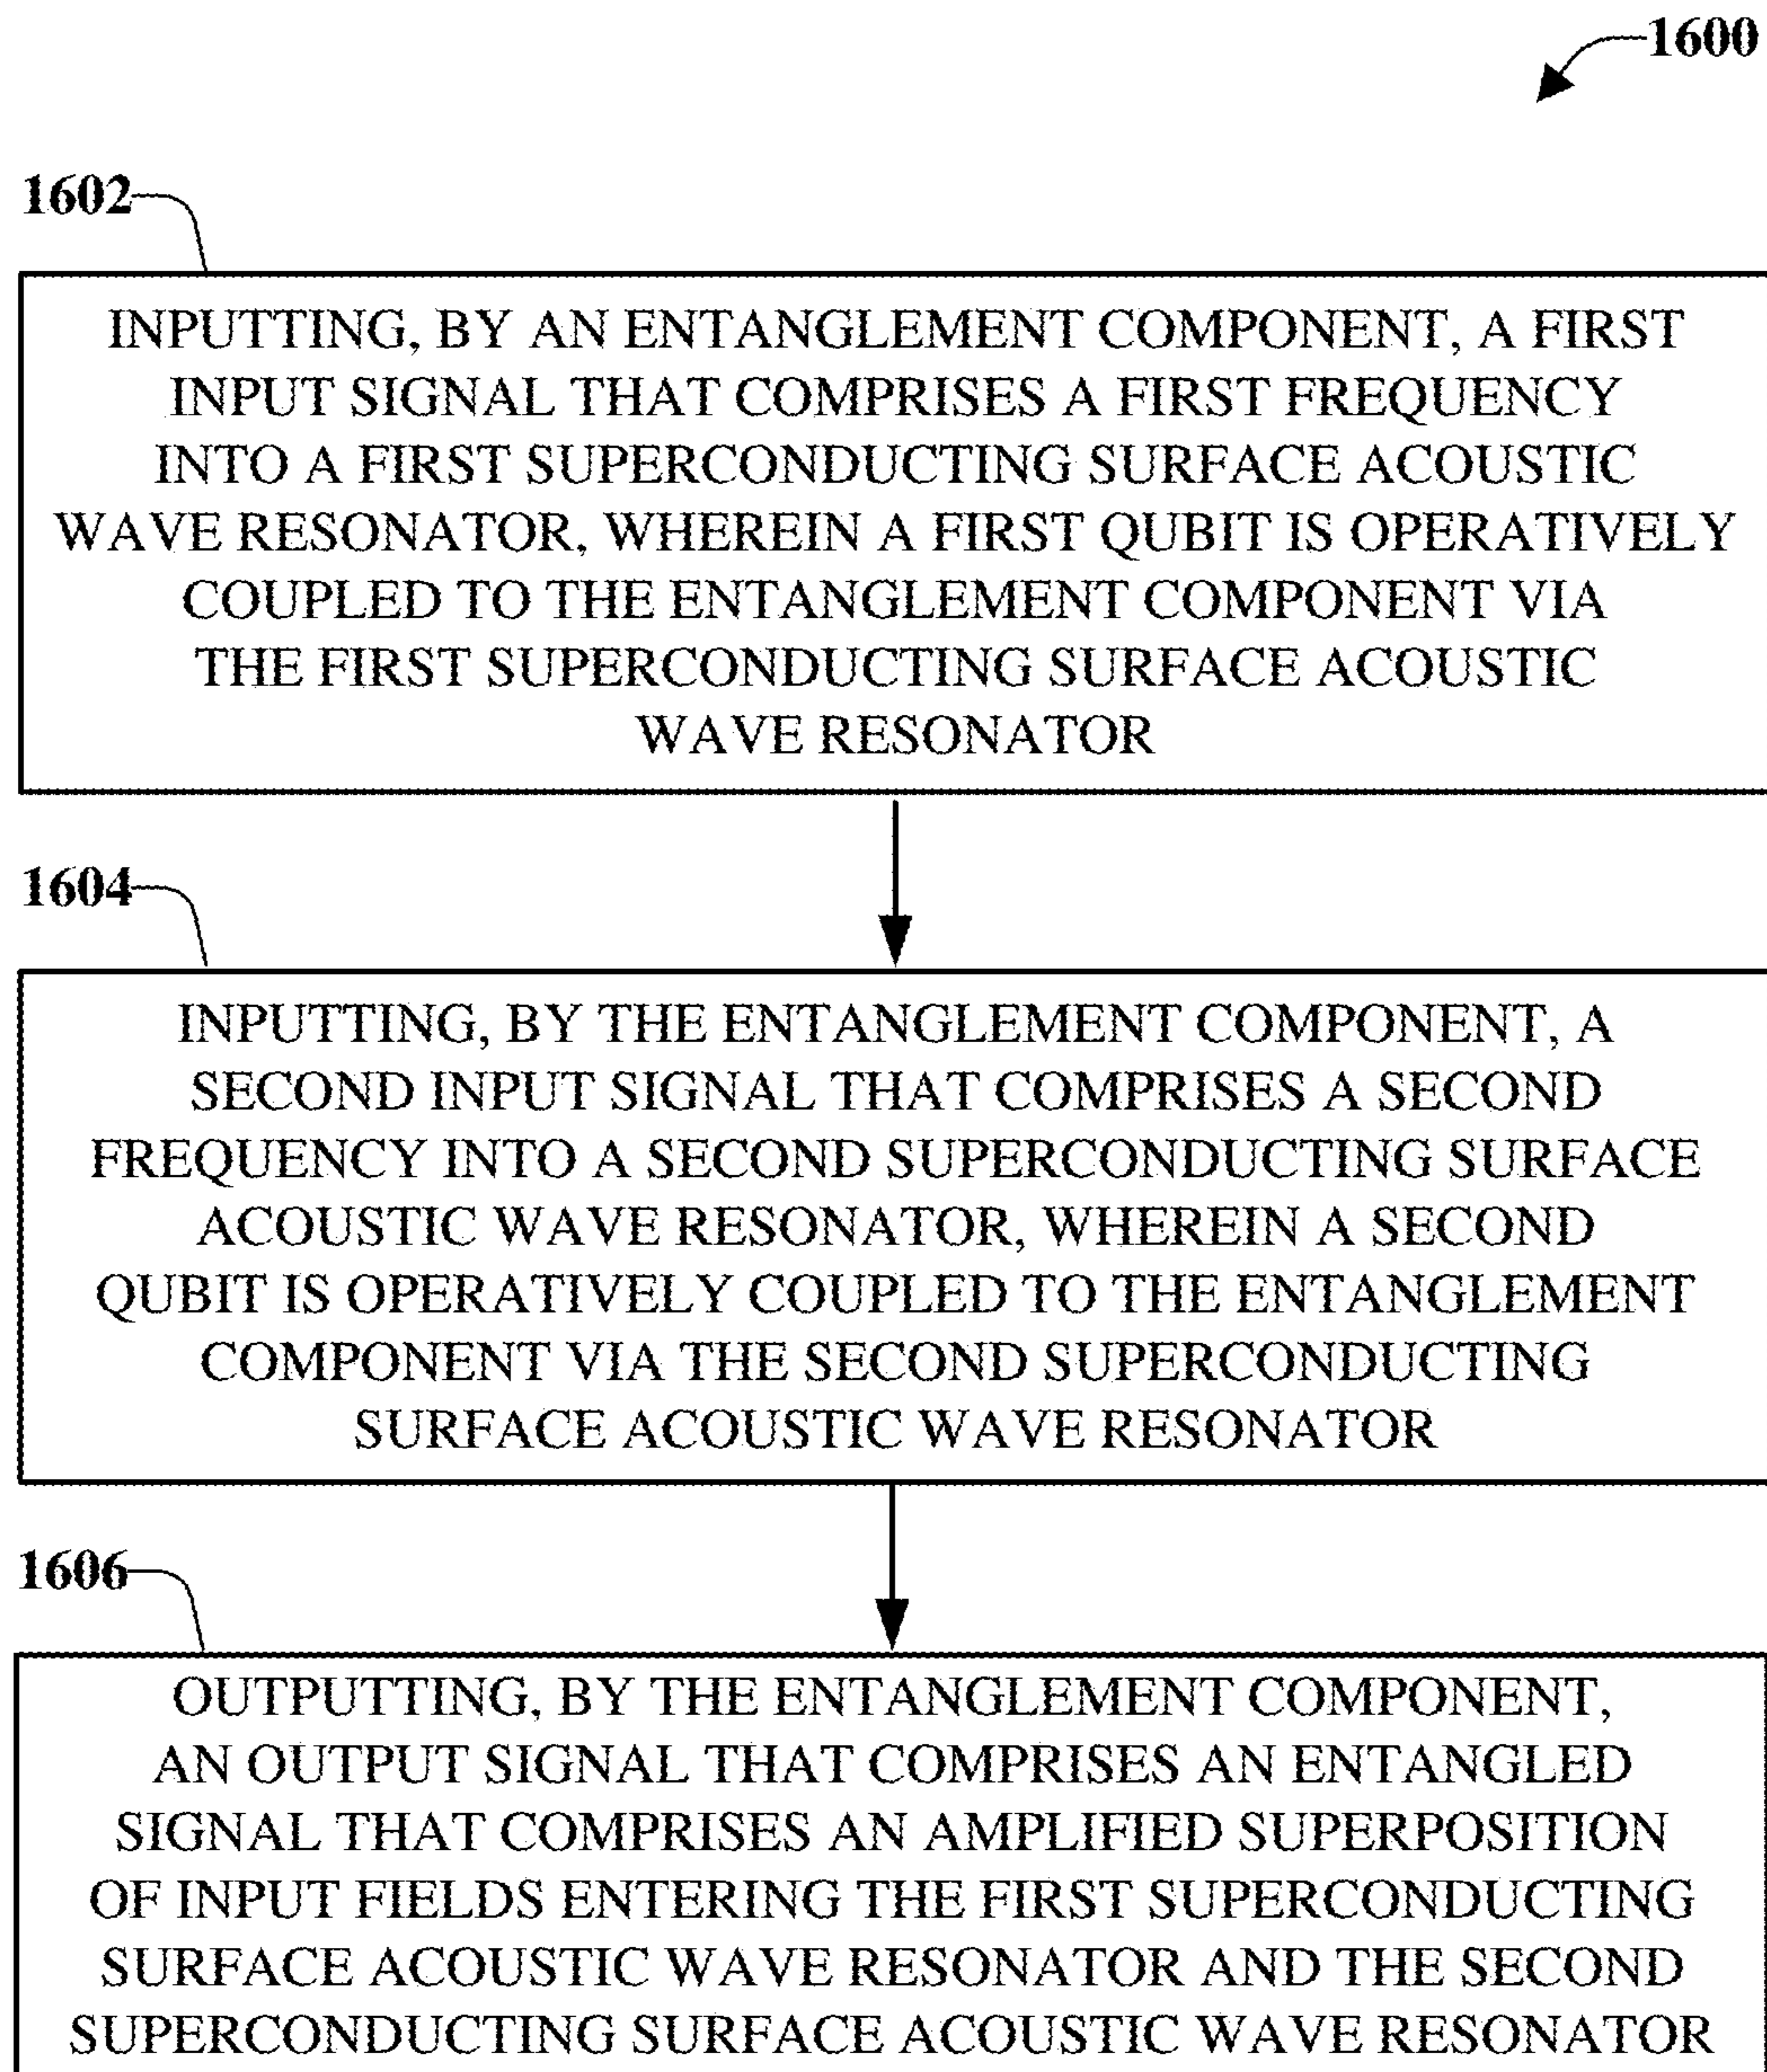 1600
1602
INPUTTING, BY AN ENTANGLEMENT COMPONENT, A FIRST
INPUT SIGNAL THAT COMPRISES A FIRST FREQUENCY
INTO A FIRST SUPERCONDUCTING SURFACE ACOUSTIC
WAVE RESONATOR, WHEREIN A FIRST QUBIT IS OPERATIVELY
COUPLED TO THE ENTANGLEMENT COMPONENT VIA
THE FIRST SUPERCONDUCTING SURFACE ACOUSTIC
WAVE RESONATOR
1604
INPUTTING, BY THE ENTANGLEMENT COMPONENT, A
SECOND INPUT SIGNAL THAT COMPRISES A SECOND
FREQUENCY INTO A SECOND SUPERCONDUCTING SURFACE
ACOUSTIC WAVE RESONATOR, WHEREIN A SECOND
QUBIT IS OPERATIVELY COUPLED TO THE ENTANGLEMENT
COMPONENT VIA THE SECOND SUPERCONDUCTING
SURFACE ACOUSTIC WAVE RESONATOR
1606
OUTPUTTING, BY THE ENTANGLEMENT COMPONENT,
AN OUTPUT SIGNAL THAT COMPRISES AN ENTANGLED
SIGNAL THAT COMPRISES AN AMPLIFIED SUPERPOSITION
OF INPUT FIELDS ENTERING THE FIRST SUPERCONDUCTING
SURFACE ACOUSTIC WAVE RESONATOR AND THE SECOND
SUPERCONDUCTING SURFACE ACOUSTIC WAVE RESONATOR